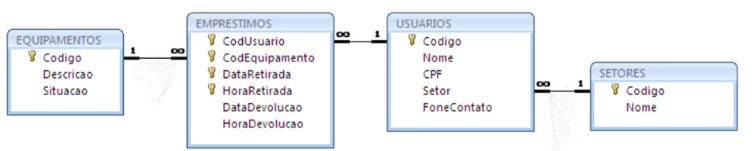 EQUIPAMENTOS
Codigo
Descricao
Situacao
1
∞
EMPRESTIMOS
CodUsuario
CodEquipamento
DataRetirada
HoraRetirada
DataDevolucao
HoraDevolucao
∞
1
USUARIOS
Codigo
Nome
CPF
Setor
FoneContato
∞
1
SETORES
Codigo
Nome